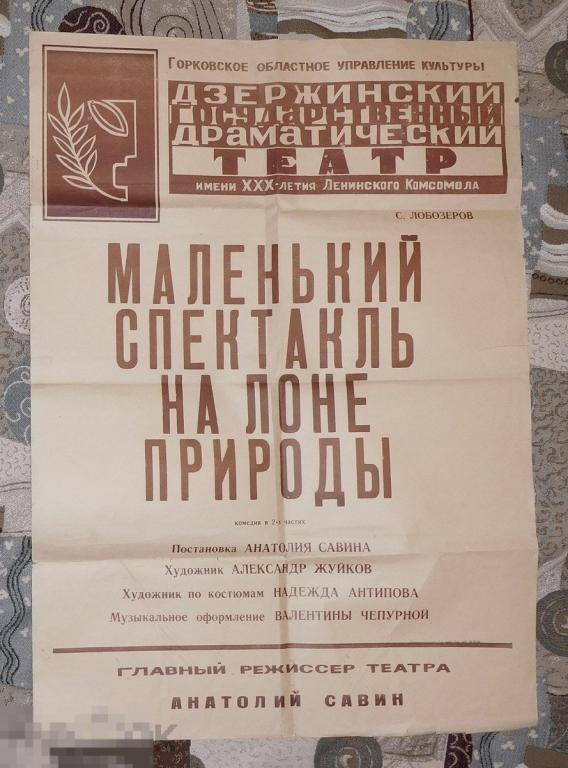 ГОРКОВСКОЕ ОБЛАСТНОЕ УПРАВЛЕНИЕ КУЛЬТУРЫ
ДЗЕРЖИНСКИЙ
ГОСУДАРСТВЕННЫЙ
ДРАМАТИЧЕСКИЙ
ТЕАТР
ИМЕНИ XXX-ЛЕТИЯ ЛЕНИНСКОГО КОМСОМОЛА
С. ЛОБОЗЕРОВ
МАЛЕНЬКИЙ
СПЕКТАКЛЬ
НА ЛОНЕ
ПРИРОДЫ
комедия в 2-х частях
Постановка АНАТОЛИЯ САВИНА
Художник АЛЕКСАНДР ЖУЙКОВ
Художник по костюмам НАДЕЖДА АНТИПОВА
Музыкальное оформление ВАЛЕНТИНЫ ЧЕПУРНОЙ
ГЛАВНЫЙ РЕЖИССЕР ТЕАТРА
АНАТОЛИЙ САВИН